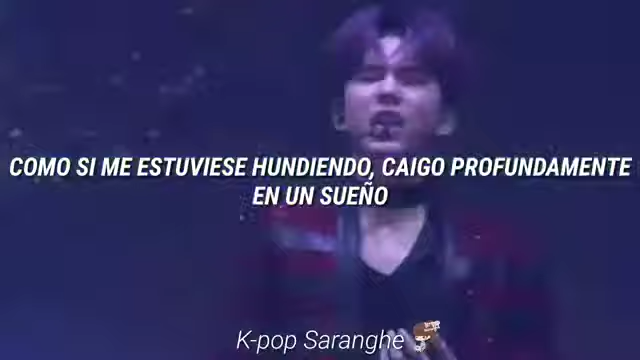 COMO SI ME ESTUVIESE HUNDIENDO, CAIGO PROFUNDAMENTE
EN UN SUEÑO
K-pop Saranghe